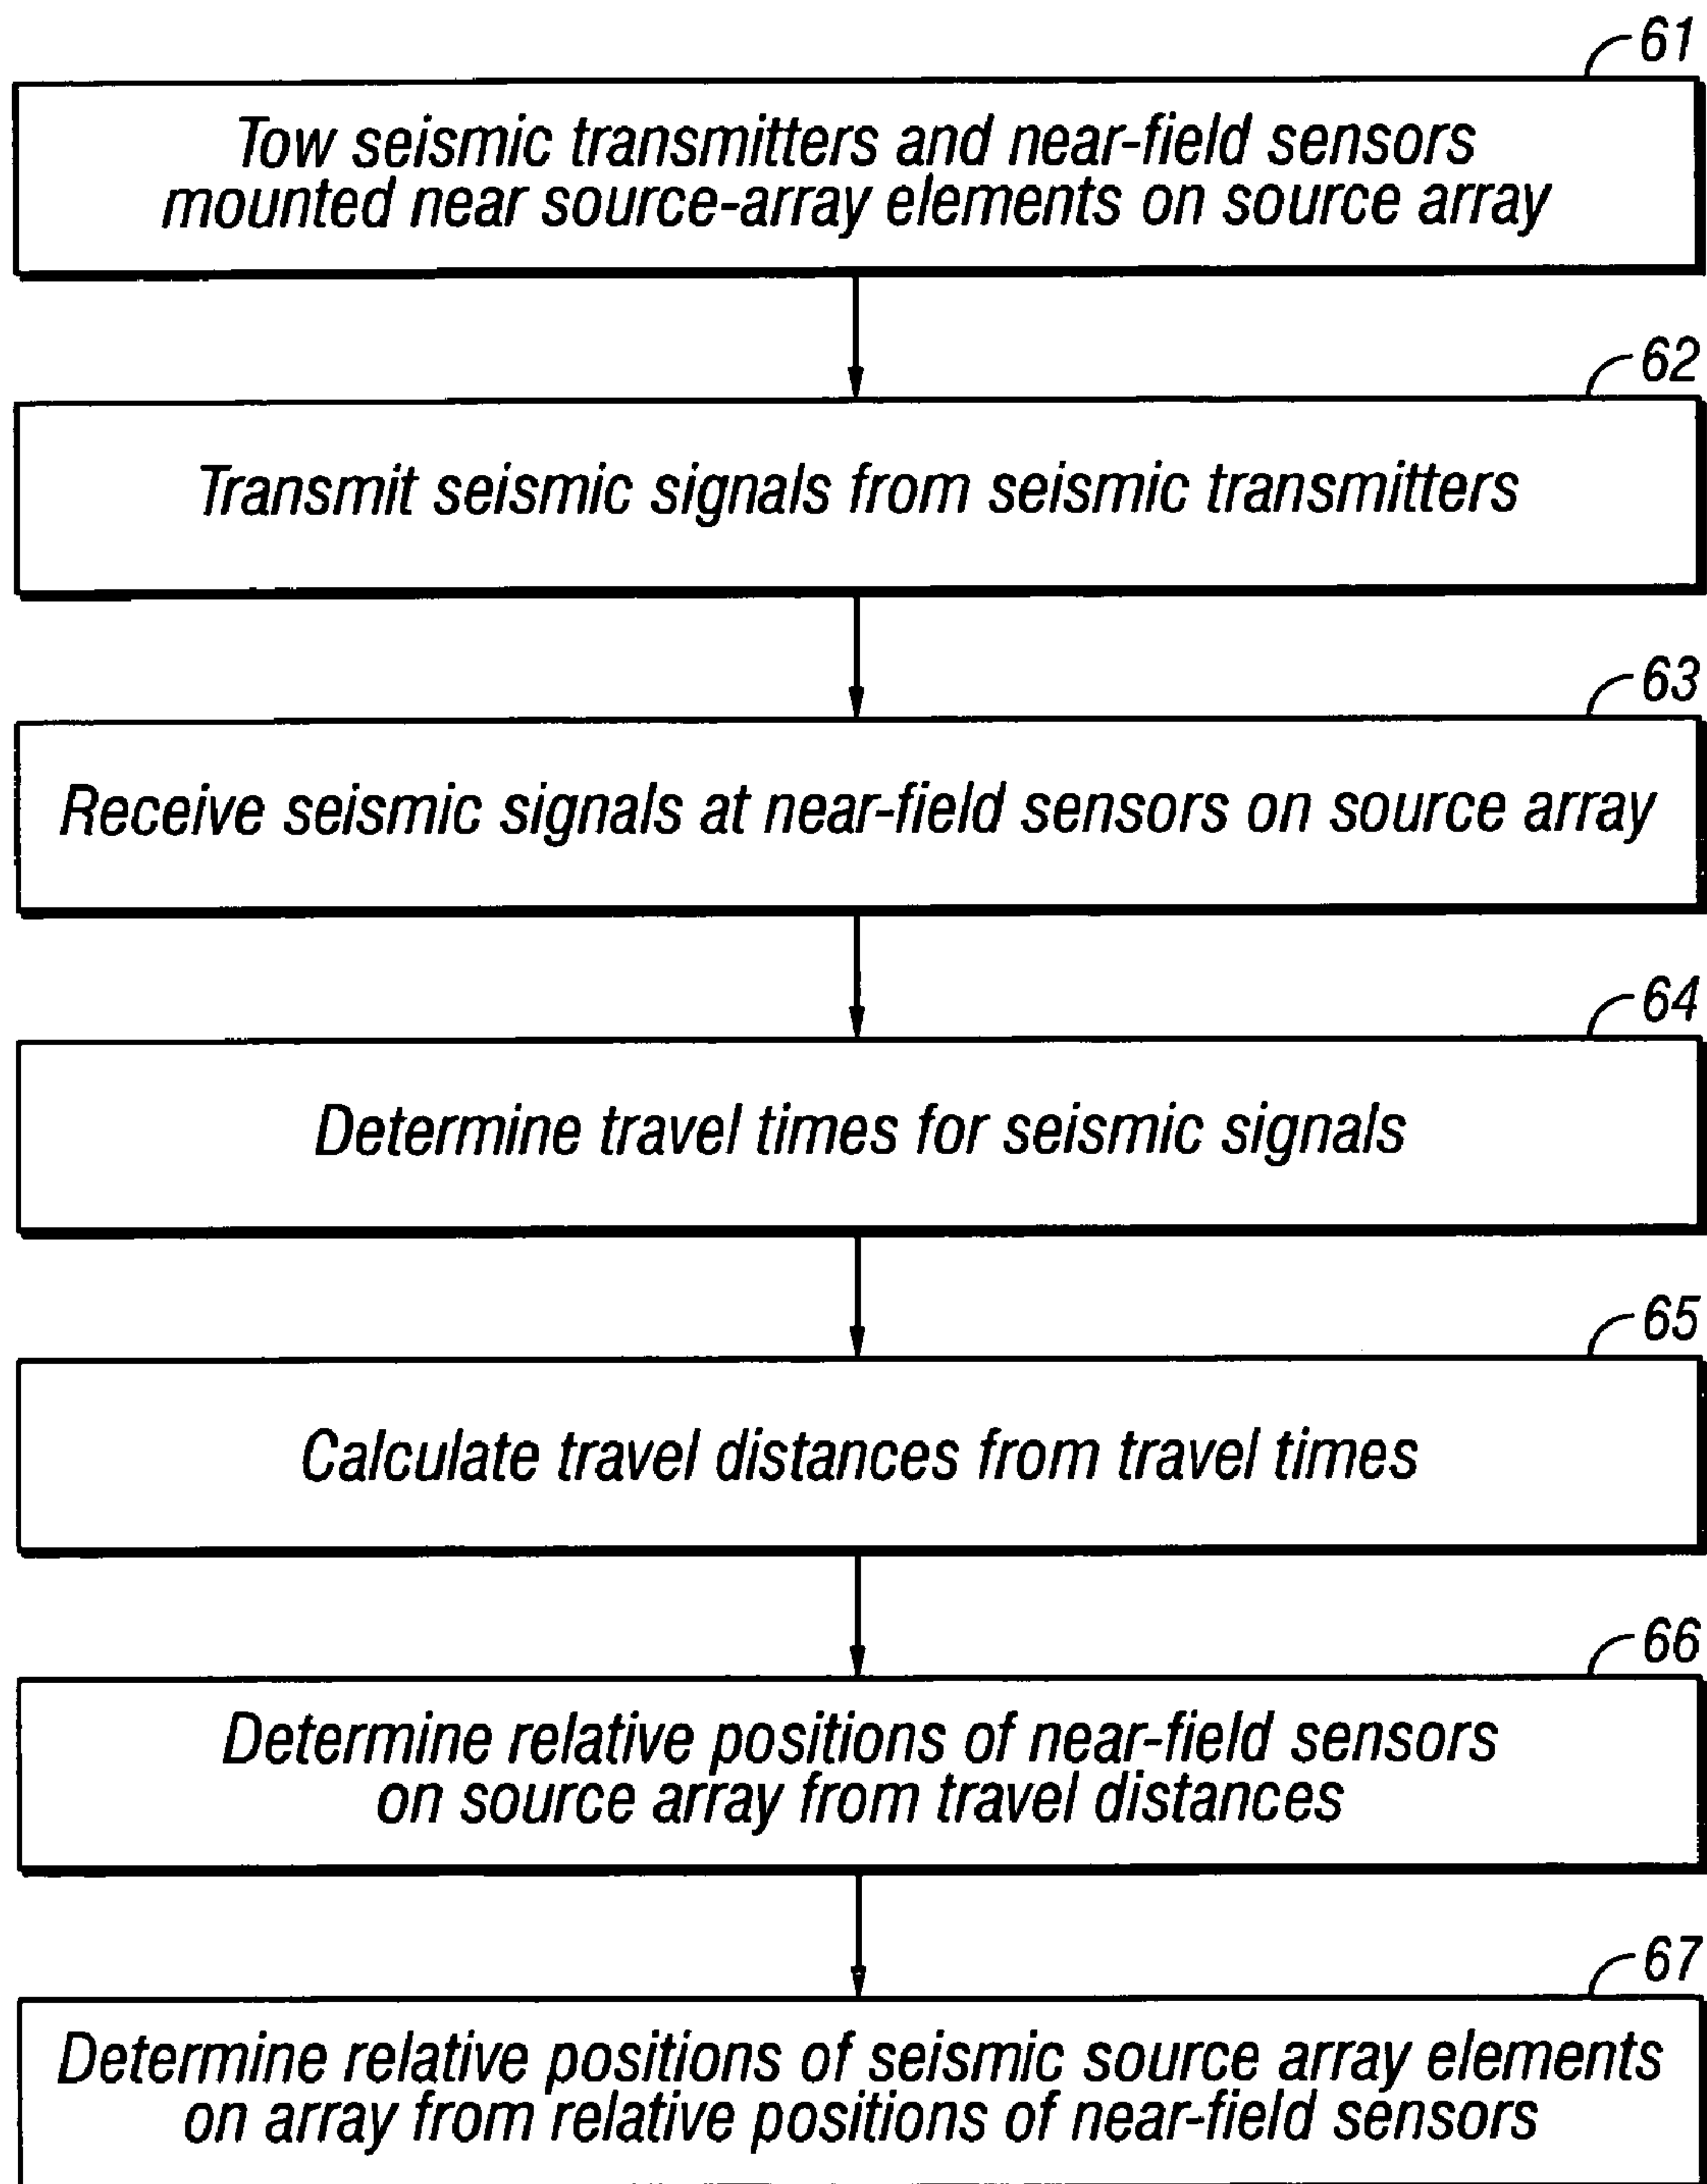 61
Tow seismic transmitters and near-field sensors
mounted near source-array elements on source array
62
Transmit seismic signals from seismic transmitters
63
Receive seismic signals at near-field sensors on source array
64
Determine travel times for seismic signals
65
Calculate travel distances from travel times
66
Determine relative positions of near-field sensors
on source array from travel distances
67
Determine relative positions of seismic source array elements
on array from relative positions of near-field sensors